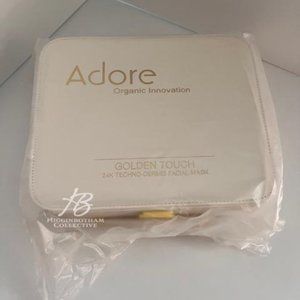 Adore
Organic Innovation
GOLDEN TOUCH
24K TECHNO-DERMIS FACIAL MASK
HB
HIGGINBOTHAM
COLLECTIVE